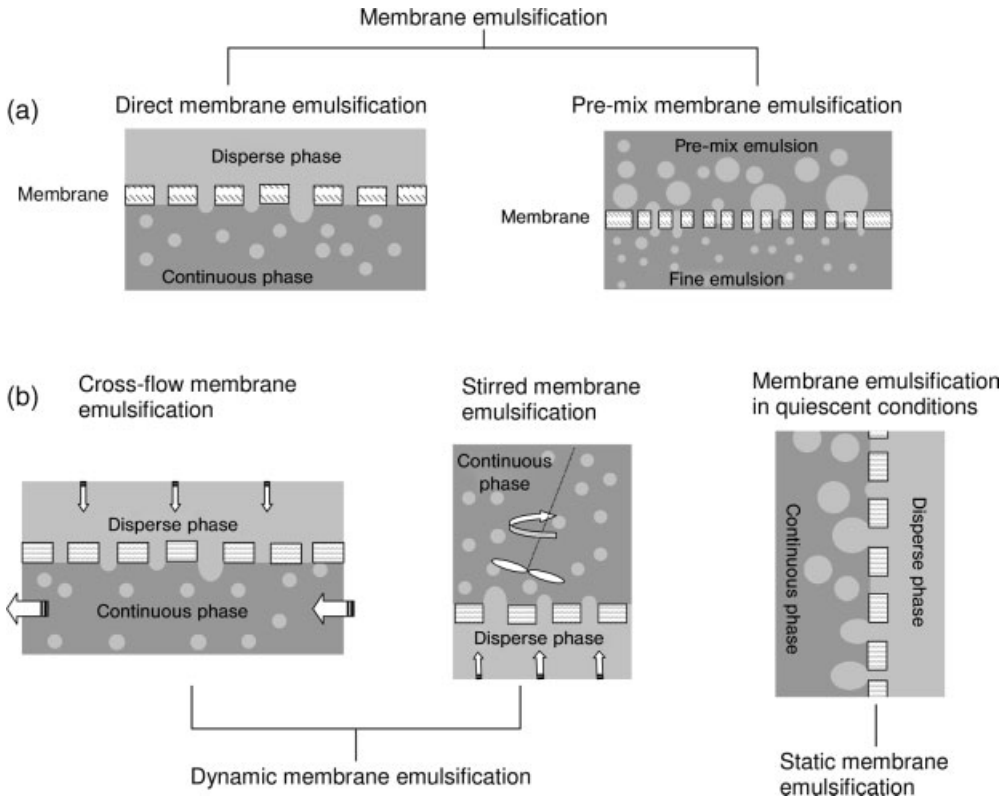 Membrane emulsification
(a)
Direct membrane emulsification
Pre-mix membrane emulsification
Disperse phase
Membrane
Continuous phase
Pre-mix emulsion
Membrane
Fine emulsion
(b)
Cross-flow membrane
emulsification
Stirred membrane
emulsification
Membrane emulsification
in quiescent conditions
Disperse phase
Continuous phase
Continuous
phase
Disperse phase
Continuous phase
Disperse phase
Dynamic membrane emulsification
Static membrane
emulsification